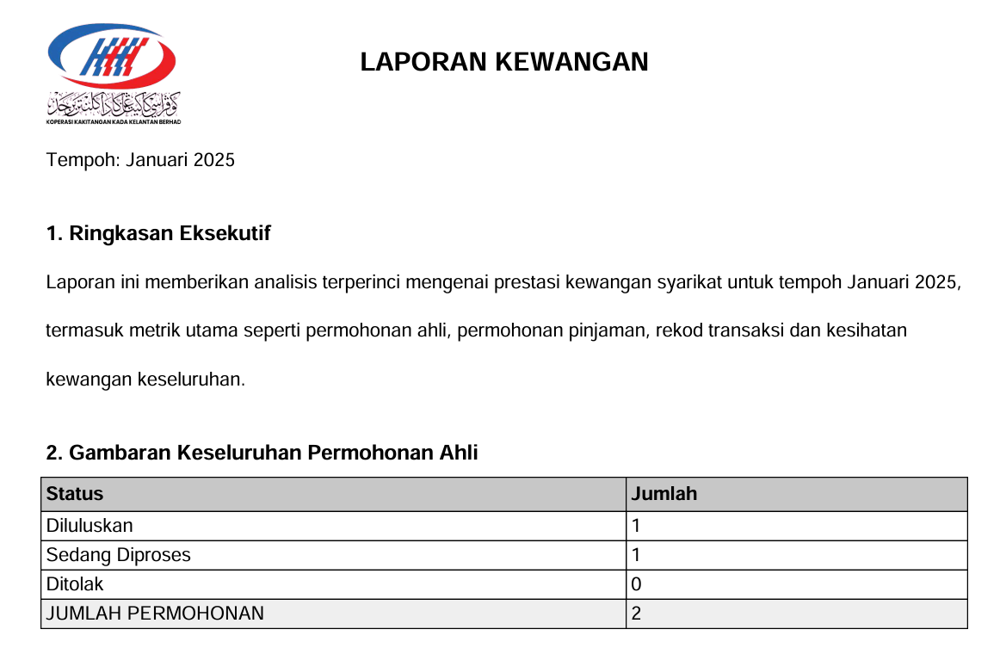 كوڤراسي كاكيتاڠن كادا كلنتن برحد
KOPERASI KAKITANGAN KADA KELANTAN BERHAD
LAPORAN KEWANGAN
Tempoh: Januari 2025
1. Ringkasan Eksekutif
Laporan ini memberikan analisis terperinci mengenai prestasi kewangan syarikat untuk tempoh Januari 2025,
termasuk metrik utama seperti permohonan ahli, permohonan pinjaman, rekod transaksi dan kesihatan
kewangan keseluruhan.
2. Gambaran Keseluruhan Permohonan Ahli
Status Jumlah
Diluluskan 1
Sedang Diproses 1
Ditolak 0
JUMLAH PERMOHONAN 2